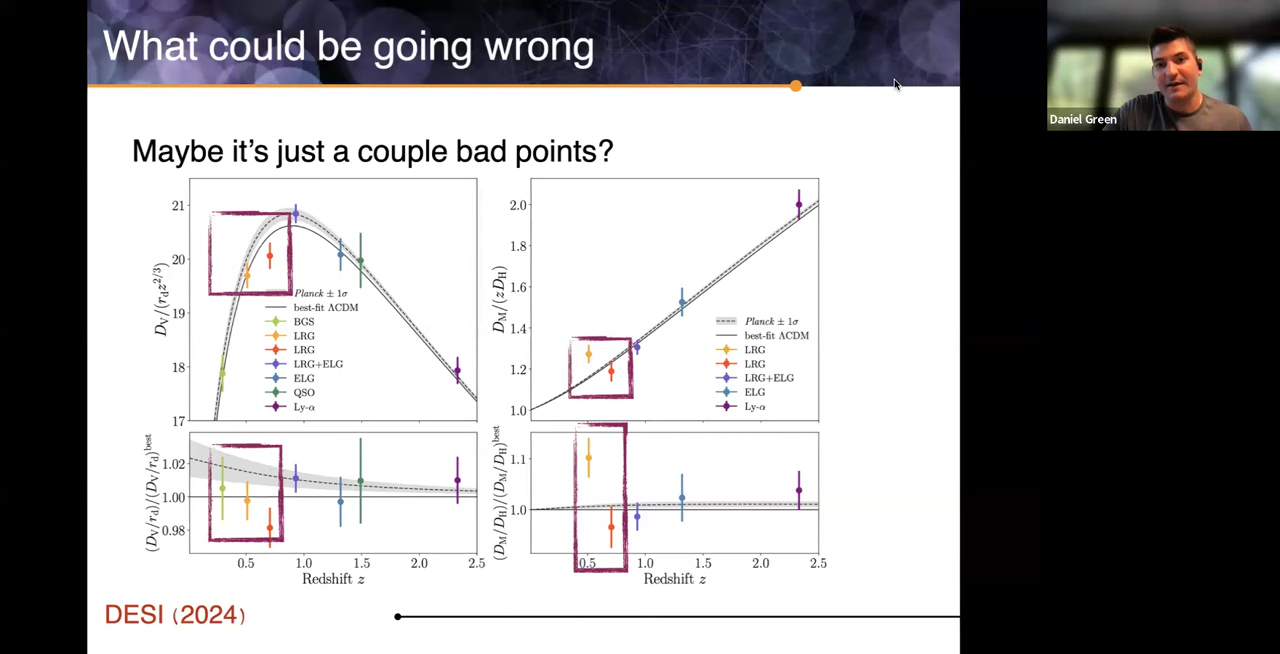 What could be going wrong
Daniel Green
Maybe it's just a couple bad points?
D_V/(r_d z^{2/3})
21
20
19
18
17
Planck ± 1σ
best-fit ΛCDM
BGS
LRG
LRG
LRG+ELG
ELG
QSO
Ly-α
D_M/(zD_H)
2.0
1.8
1.6
1.4
1.2
1.0
Planck ± 1σ
best-fit ΛCDM
LRG
LRG
LRG+ELG
ELG
Ly-α
(D_V/r_d)/(D_V/r_d)^{best}
1.02
1.00
0.98
0.5 1.0 1.5 2.0 2.5
Redshift z
(D_M/D_H)/(D_M/D_H)^{best}
1.1
1.0
0.5 1.0 1.5 2.0 2.5
Redshift z
DESI (2024)